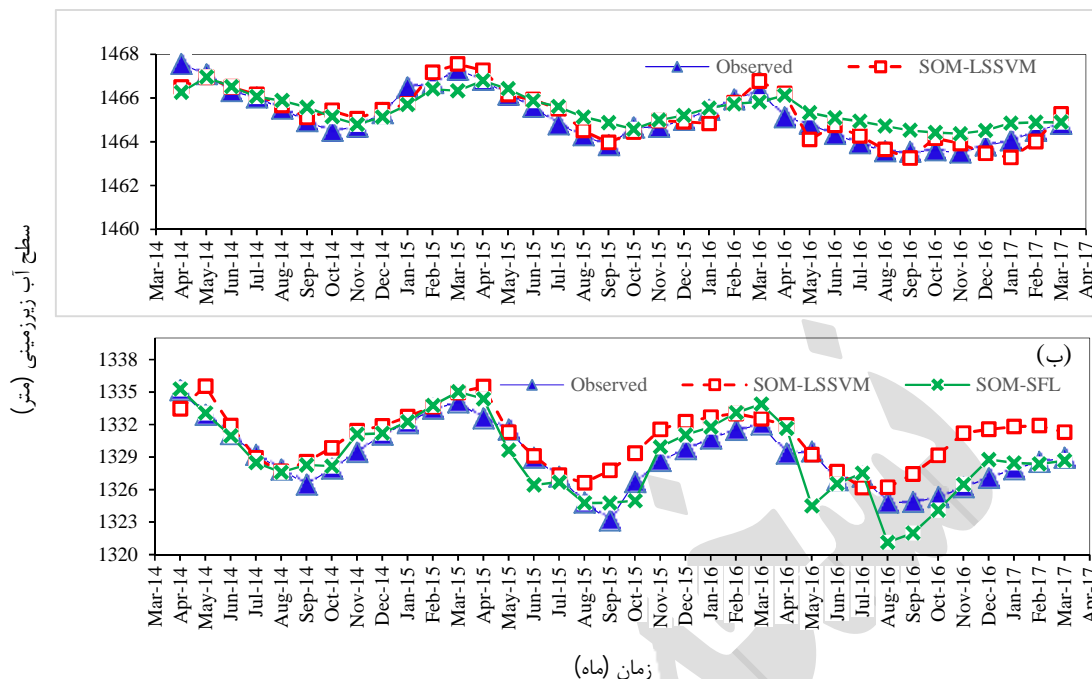 1468
1466
1464
1462
1460
Observed
SOM-LSSVM
Mar-14
Apr-14
May-14
Jun-14
Jul-14
Aug-14
Sep-14
Oct-14
Nov-14
Dec-14
Jan-15
Feb-15
Mar-15
Apr-15
May-15
Jun-15
Jul-15
Aug-15
Sep-15
Oct-15
Nov-15
Dec-15
Jan-16
Feb-16
Mar-16
Apr-16
May-16
Jun-16
Jul-16
Aug-16
Sep-16
Oct-16
Nov-16
Dec-16
Jan-17
Feb-17
Mar-17
Apr-17
سطح آب زیرزمینی (متر)
1338
1335
1332
1329
1326
1323
1320
(ب)
Observed
SOM-LSSVM
SOM-SFL
Mar-14
Apr-14
May-14
Jun-14
Jul-14
Aug-14
Sep-14
Oct-14
Nov-14
Dec-14
Jan-15
Feb-15
Mar-15
Apr-15
May-15
Jun-15
Jul-15
Aug-15
Sep-15
Oct-15
Nov-15
Dec-15
Jan-16
Feb-16
Mar-16
Apr-16
May-16
Jun-16
Jul-16
Aug-16
Sep-16
Oct-16
Nov-16
Dec-16
Jan-17
Feb-17
Mar-17
زمان (ماه)